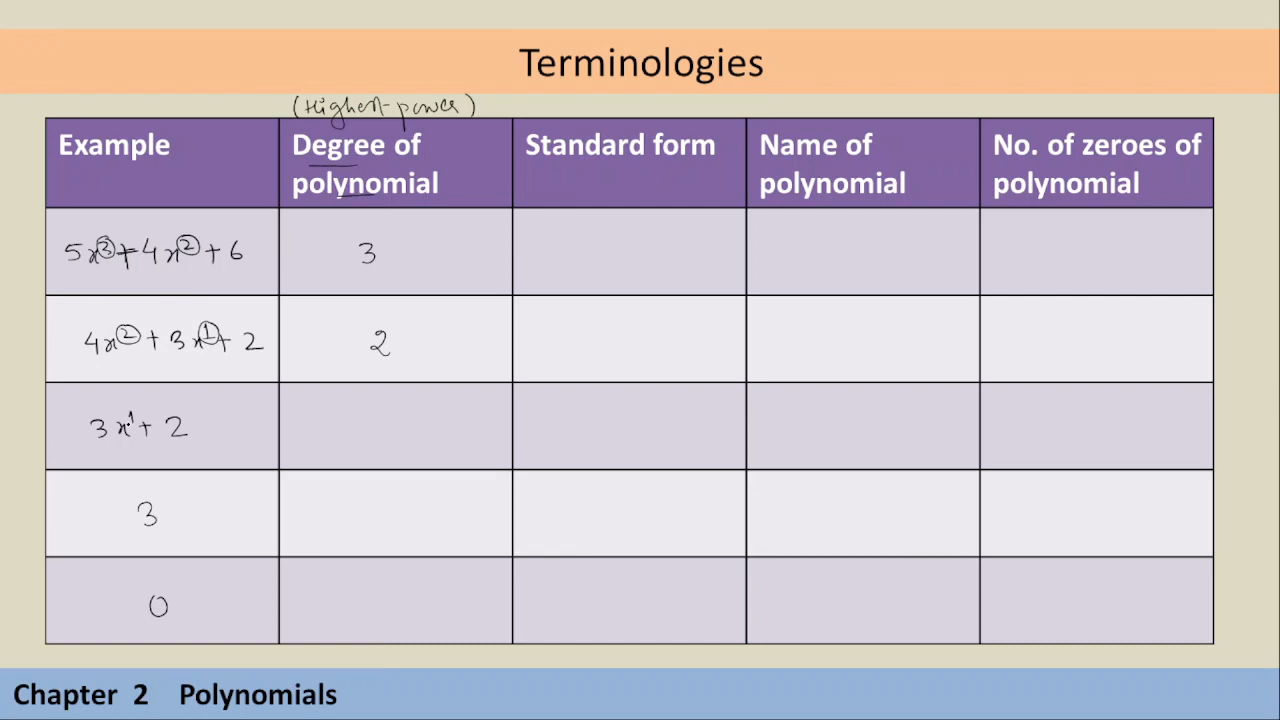 Terminologies
(Highest power)
Example Degree of polynomial Standard form Name of polynomial No. of zeroes of polynomial
5x³+4x²+6 3
4x²+3x¹+2 2
3x¹+2
3
0
Chapter 2 Polynomials